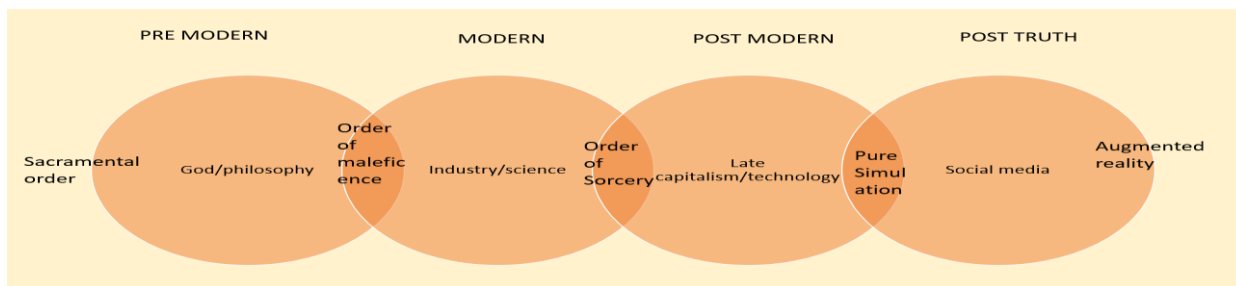 PRE MODERN
MODERN
POST MODERN
POST TRUTH
Sacramental
order
God/philosophy
Order
of
malefic
ence
Industry/science
Order
of
Sorcery
Late
capitalism/technology
Pure
Simul
ation
Social media
Augmented
reality